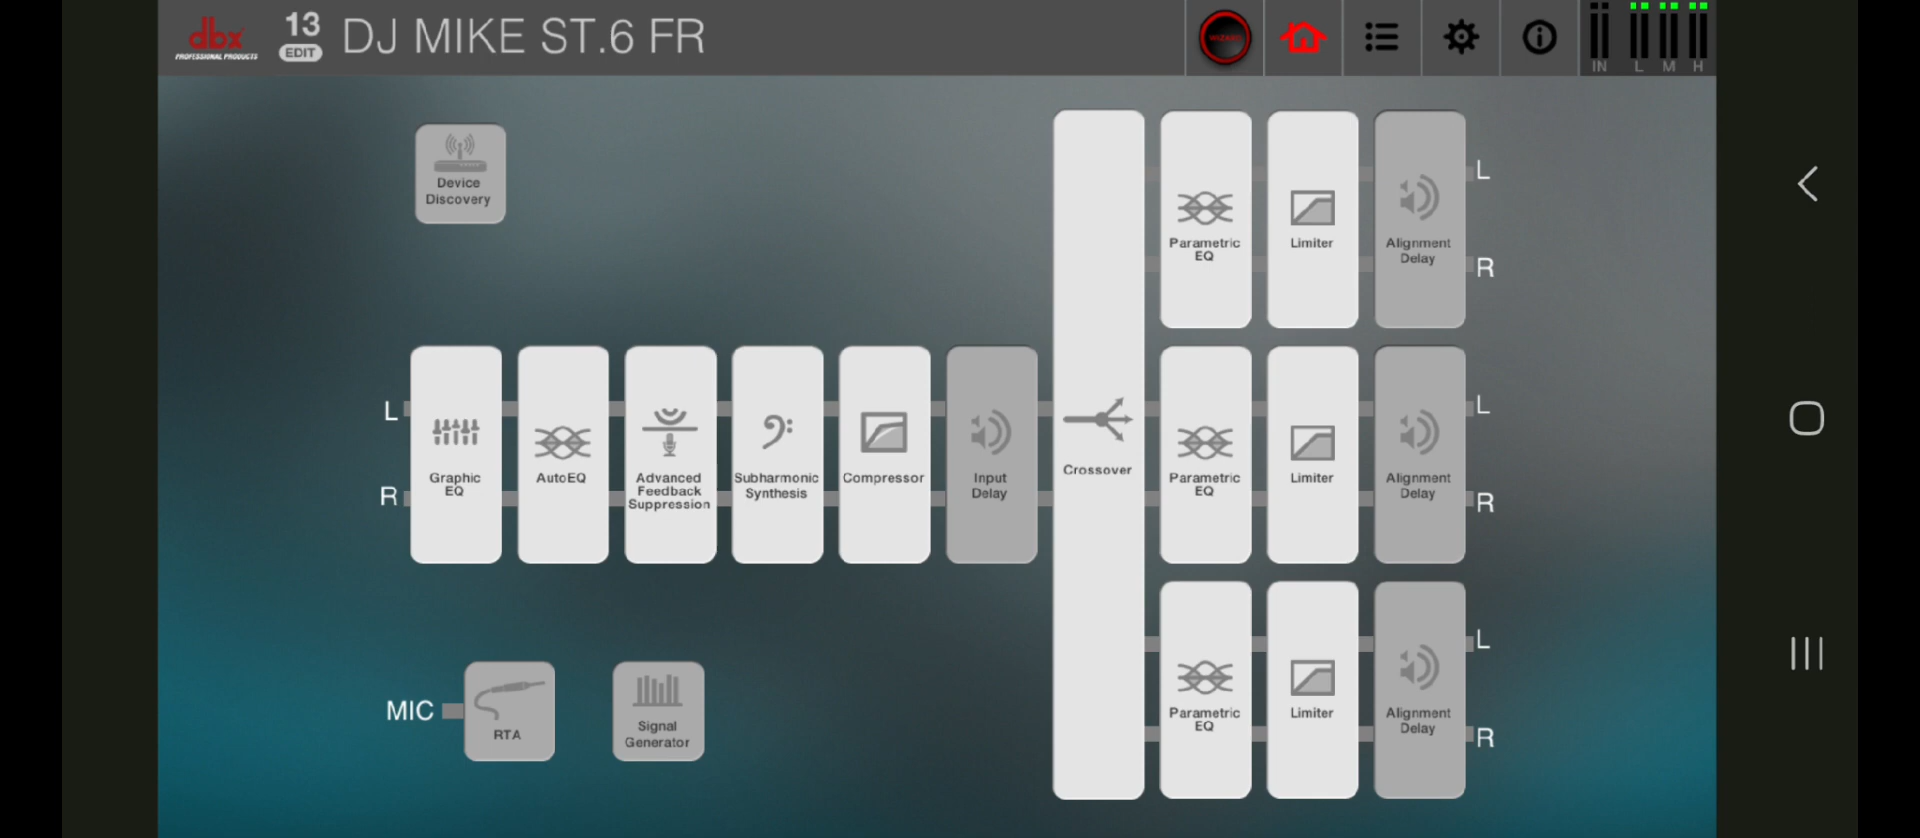 dbx
PROFESSIONAL PRODUCTS
13
EDIT
DJ MIKE ST.6 FR
WIZARD
IN L M H
Device
Discovery
Parametric
EQ
Limiter
Alignment
Delay
L
R
L
R
Graphic
EQ
AutoEQ
Advanced
Feedback
Suppression
Subharmonic
Synthesis
Compressor
Input
Delay
Crossover
Parametric
EQ
Limiter
Alignment
Delay
L
R
MIC
RTA
Signal
Generator
Parametric
EQ
Limiter
Alignment
Delay
L
R